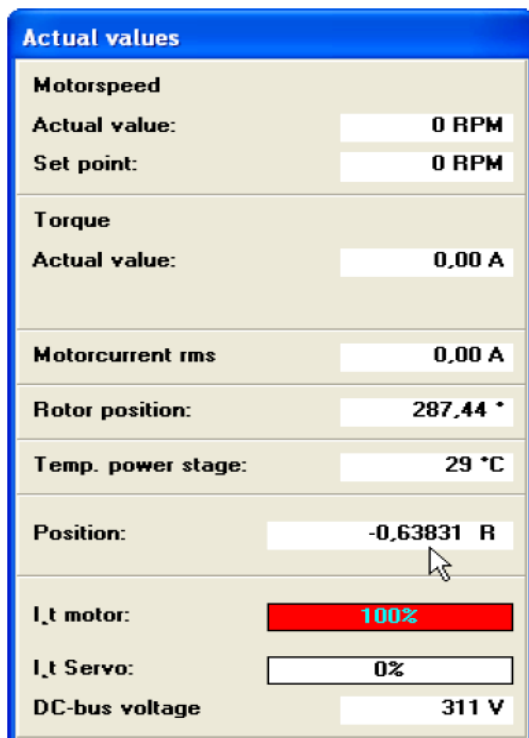 Actual values
Motorspeed
Actual value: 0 RPM
Set point: 0 RPM
Torque
Actual value: 0,00 A
Motorcurrent rms 0,00 A
Rotor position: 287,44 °
Temp. power stage: 29 °C
Position: -0,63831 R
I,t motor: 100%
I,t Servo: 0%
DC-bus voltage 311 V